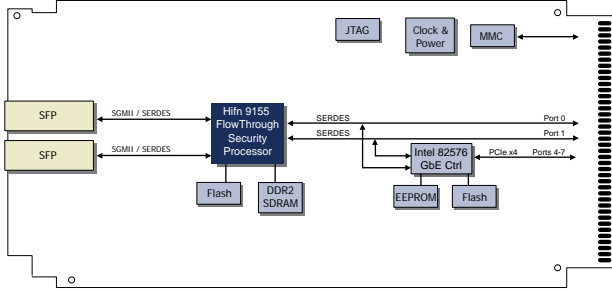 JTAG
Clock &
Power
MMC
SFP
SGMII / SERDES
Hifn 9155
FlowThrough
Security
Processor
SERDES
Port 0
SERDES
Port 1
SFP
SGMII / SERDES
Intel 82576
GbE Ctrl
PCIe x4
Ports 4-7
Flash
DDR2
SDRAM
EEPROM
Flash